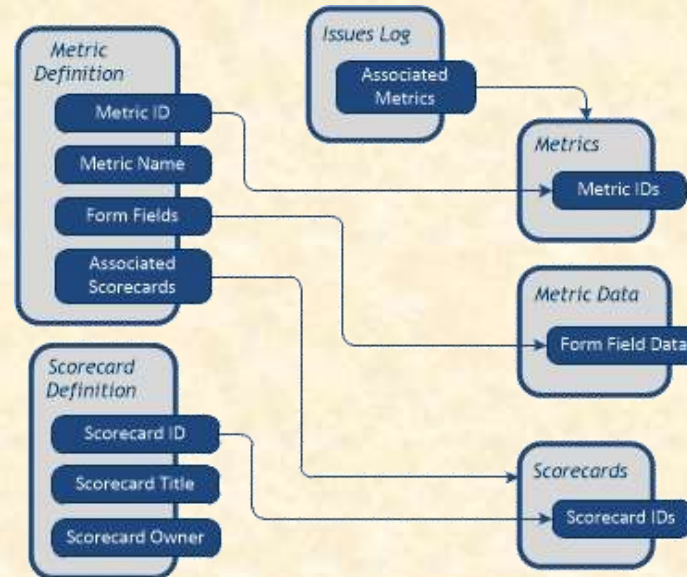 Metric
Definition
Metric ID
Metric Name
Form Fields
Associated
Scorecards
Scorecard
Definition
Scorecard ID
Scorecard Title
Scorecard Owner
Issues Log
Associated
Metrics
Metrics
Metric IDs
Metric Data
Form Field Data
Scorecards
Scorecard IDs